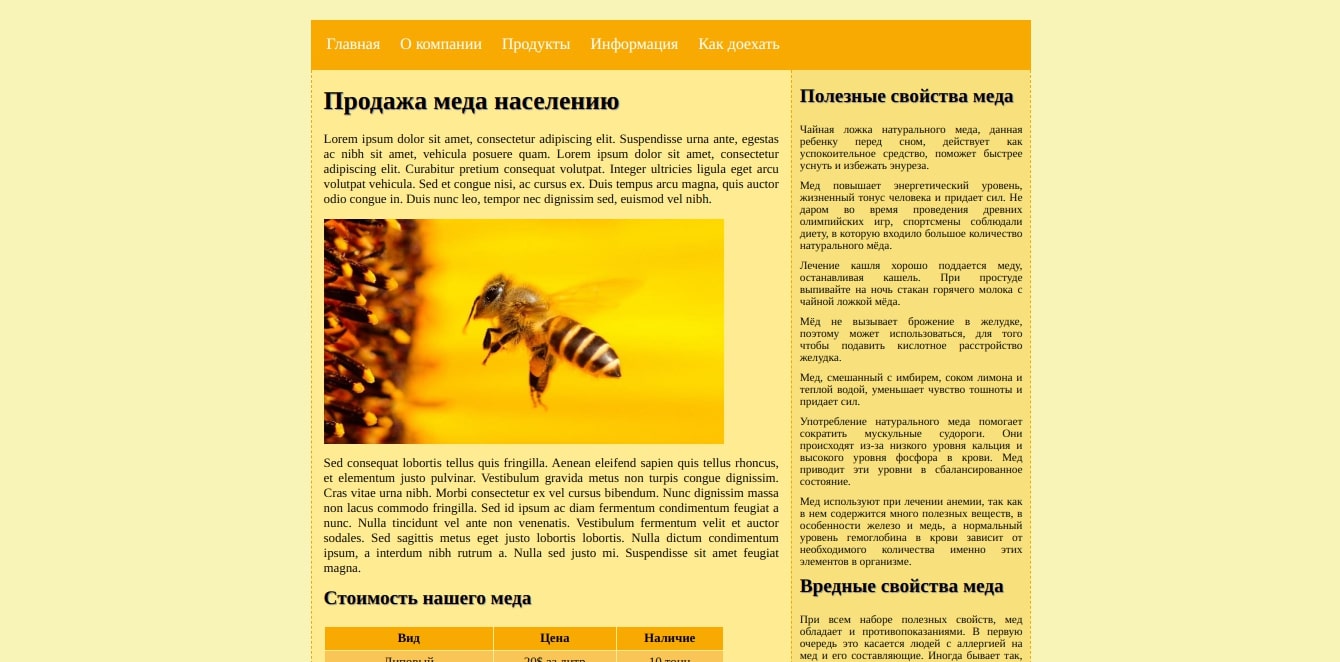 Главная О компании Продукты Информация Как доехать
Продажа меда населению
Lorem ipsum dolor sit amet, consectetur adipiscing elit. Suspendisse urna ante, egestas
ac nibh sit amet, vehicula posuere quam. Lorem ipsum dolor sit amet, consectetur
adipiscing elit. Curabitur pretium consequat volutpat. Integer ultricies ligula eget arcu
volutpat vehicula. Sed et congue nisi, ac cursus ex. Duis tempus arcu magna, quis auctor
odio congue in. Duis nunc leo, tempor nec dignissim sed, euismod vel nibh.
Sed consequat lobortis tellus quis fringilla. Aenean eleifend sapien quis tellus rhoncus,
et elementum justo pulvinar. Vestibulum gravida metus non turpis congue dignissim.
Cras vitae urna nibh. Morbi consectetur ex vel cursus bibendum. Nunc dignissim massa
non lacus commodo fringilla. Sed id ipsum ac diam fermentum condimentum feugiat a
nunc. Nulla tincidunt vel ante non venenatis. Vestibulum fermentum velit et auctor
sodales. Sed sagittis metus eget justo lobortis lobortis. Nulla dictum condimentum
ipsum, a interdum nibh rutrum a. Nulla sed justo mi. Suspendisse sit amet feugiat
magna.
Стоимость нашего меда
Вид Цена Наличие
Липовый 20$ за литр 10 тонн
Полезные свойства меда
Чайная ложка натурального меда, данная
ребенку перед сном, действует как
успокоительное средство, поможет быстрее
уснуть и избежать энуреза.
Мед повышает энергетический уровень,
жизненный тонус человека и придает сил. Не
даром во время проведения древних
олимпийских игр, спортсмены соблюдали
диету, в которую входило большое количество
натурального мёда.
Лечение кашля хорошо поддается меду,
останавливая кашель. При простуде
выпивайте на ночь стакан горячего молока с
чайной ложкой мёда.
Мёд не вызывает брожение в желудке,
поэтому может использоваться, для того
чтобы подавить кислотное расстройство
желудка.
Мед, смешанный с имбирем, соком лимона и
теплой водой, уменьшает чувство тошноты и
придает сил.
Употребление натурального меда помогает
сократить мускульные судороги. Они
происходят из-за низкого уровня кальция и
высокого уровня фосфора в крови. Мед
приводит эти уровни в сбалансированное
состояние.
Мед используют при лечении анемии, так как
в нем содержится много полезных веществ, в
особенности железо и медь, а нормальный
уровень гемоглобина в крови зависит от
необходимого количества именно этих
элементов в организме.
Вредные свойства меда
При всем наборе полезных свойств, мед
обладает и противопоказаниями. В первую
очередь это касается людей с аллергией на
мед и его составляющие. Иногда бывает так,